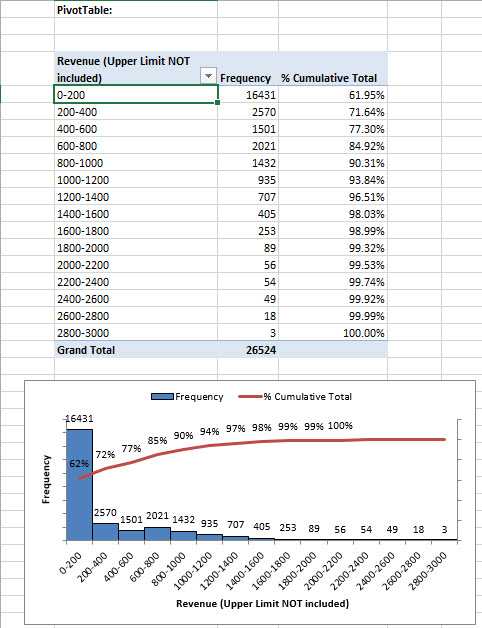 PivotTable:
Revenue (Upper Limit NOT
included) Frequency % Cumulative Total
0-200 16431 61.95%
200-400 2570 71.64%
400-600 1501 77.30%
600-800 2021 84.92%
800-1000 1432 90.31%
1000-1200 935 93.84%
1200-1400 707 96.51%
1400-1600 405 98.03%
1600-1800 253 98.99%
1800-2000 89 99.32%
2000-2200 56 99.53%
2200-2400 54 99.74%
2400-2600 49 99.92%
2600-2800 18 99.99%
2800-3000 3 100.00%
Grand Total 26524
Frequency % Cumulative Total
16431
62% 72% 77% 85% 90% 94% 97% 98% 99% 99% 100%
Frequency
2570 1501 2021 1432 935 707 405 253 89 56 54 49 18 3
0-200 200-400 400-600 600-800 800-1000 1000-1200 1200-1400 1400-1600 1600-1800 1800-2000 2000-2200 2200-2400 2400-2600 2600-2800 2800-3000
Revenue (Upper Limit NOT included)